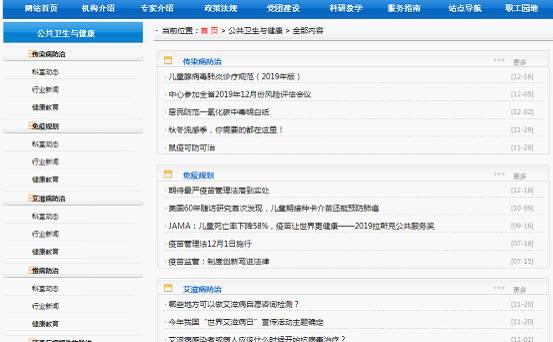 网站首页 机构介绍 专家介绍 政策法规 党团建设 科研教学 服务指南 站点导航 职工园地
公共卫生与健康
传染病防治
科室动态
行业新闻
健康教育
免疫规划
科室动态
行业新闻
健康教育
艾滋病防治
科室动态
行业新闻
健康教育
慢病防治
科室动态
行业新闻
健康教育
· 当前位置：首 页 > 公共卫生与健康 > 全部内容
传染病防治 更多
· 儿童腺病毒肺炎诊疗规范（2019年版） [12-16]
· 中心参加全省2019年12月份风险评估会议 [12-05]
· 居民防范一氧化碳中毒明白纸 [12-02]
· 秋冬流感季，你需要的都在这里！ [11-29]
· 鼠疫可防可治 [11-28]
免疫规划 更多
· 期待最严疫苗管理法落到实处 [12-16]
· 美国60年随访研究首次发现，儿童期接种卡介苗还能预防肺癌 [10-09]
· JAMA：儿童死亡率下降58%，疫苗让世界更健康——2019拉斯克公共服务奖 [09-16]
· 疫苗管理法12月1日施行 [07-16]
· 疫苗监管：制度创新写进法律 [07-15]
艾滋病防治 更多
· 哪些地方可以做艾滋病自愿咨询检测？ [11-20]
· 今年我国“世界艾滋病日”宣传活动主题确定 [11-20]
· 艾滋病感染者或病人应该什么时候开始抗病毒治疗？ [11-01]